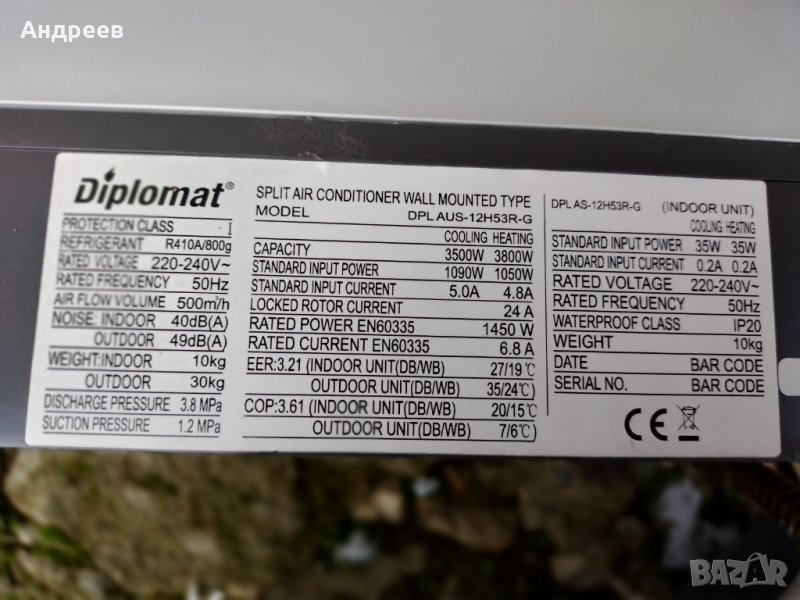 Андреев
Diplomat®
PROTECTION CLASS I
REFRIGERANT R410A/800g
RATED VOLTAGE 220-240V~
RATED FREQUENCY 50Hz
AIR FLOW VOLUME 500m³/h
NOISE: INDOOR 40dB(A)
OUTDOOR 49dB(A)
WEIGHT:INDOOR 10kg
OUTDOOR 30kg
DISCHARGE PRESSURE 3.8 MPa
SUCTION PRESSURE 1.2 MPa
SPLIT AIR CONDITIONER WALL MOUNTED TYPE
MODEL DPL AUS-12H53R-G
COOLING HEATING
CAPACITY 3500W 3800W
STANDARD INPUT POWER 1090W 1050W
STANDARD INPUT CURRENT 5.0A 4.8A
LOCKED ROTOR CURRENT 24 A
RATED POWER EN60335 1450 W
RATED CURRENT EN60335 6.8 A
EER:3.21 (INDOOR UNIT(DB/WB) 27/19℃
OUTDOOR UNIT(DB/WB) 35/24℃)
COP:3.61 (INDOOR UNIT(DB/WB) 20/15℃
OUTDOOR UNIT(DB/WB) 7/6℃)
DPL AS-12H53R-G (INDOOR UNIT)
COOLING HEATING
STANDARD INPUT POWER 35W 35W
STANDARD INPUT CURRENT 0.2A 0.2A
RATED VOLTAGE 220-240V~
RATED FREQUENCY 50Hz
WATERPROOF CLASS IP20
WEIGHT 10kg
DATE BAR CODE
SERIAL NO. BAR CODE
CE
BAZAR